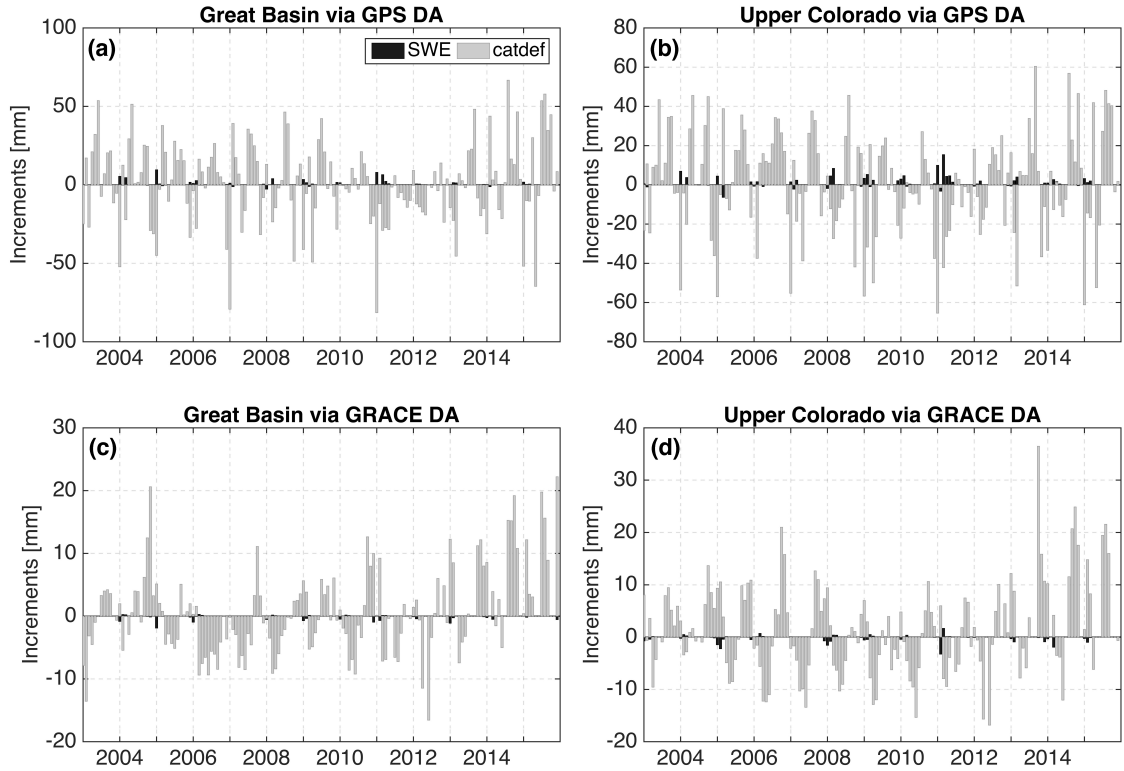 Great Basin via GPS DA
(a)
SWE catdef
Increments [mm]
100
50
0
-50
-100
2004 2006 2008 2010 2012 2014
Upper Colorado via GPS DA
(b)
Increments [mm]
80
60
40
20
0
-20
-40
-60
-80
2004 2006 2008 2010 2012 2014
Great Basin via GRACE DA
(c)
Increments [mm]
30
20
10
0
-10
-20
2004 2006 2008 2010 2012 2014
Upper Colorado via GRACE DA
(d)
Increments [mm]
40
30
20
10
0
-10
-20
2004 2006 2008 2010 2012 2014